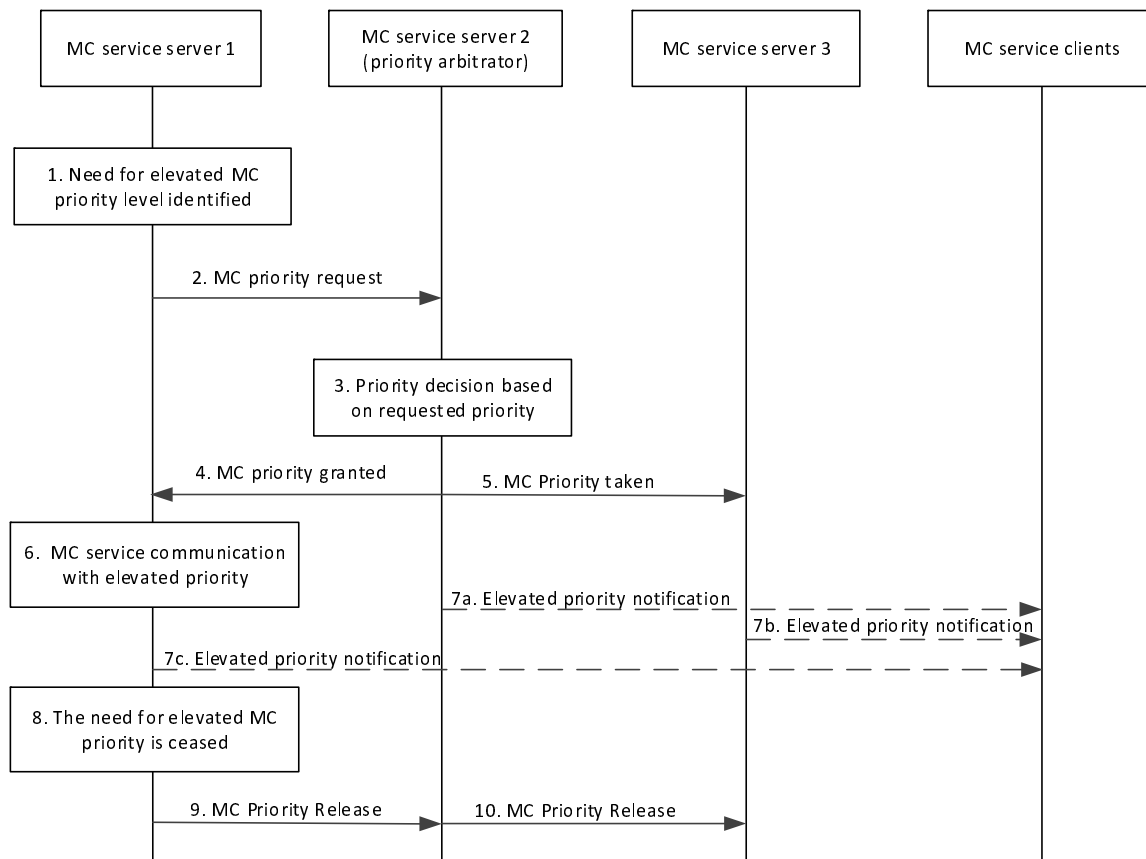 MC service server 1
MC service server 2
(priority arbitrator)
MC service server 3
MC service clients
1. Need for elevated MC
priority level identified
2. MC priority request
3. Priority decision based
on requested priority
4. MC priority granted
5. MC Priority taken
6.  MC service communication
with elevated priority
7a. Elevated priority notification
7b. Elevated priority notification
7c. Elevated priority notification
8. The need for elevated MC
priority is ceased
9. MC Priority Release
10. MC Priority Release